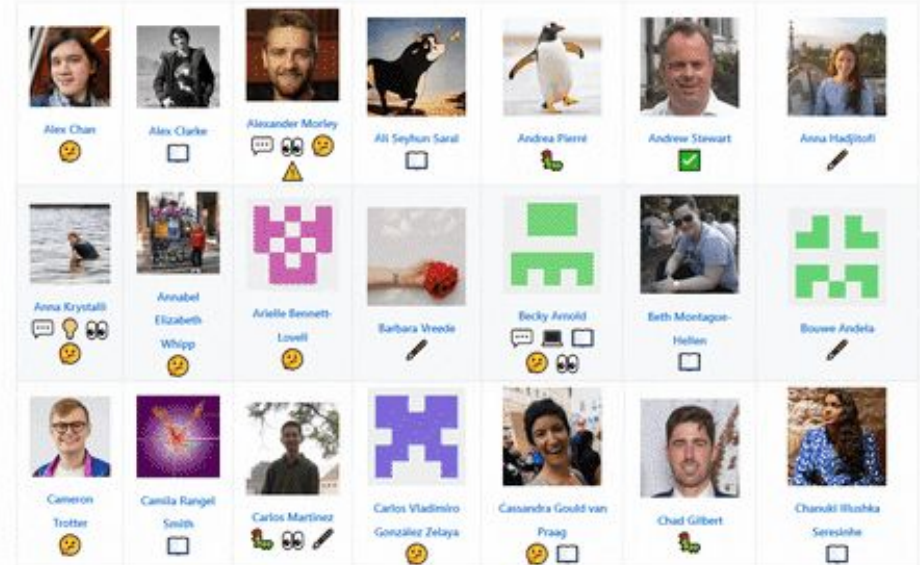 Alex Chan
Alex Clarke
Alexander Morley
Ali Seyhun Saral
Andrea Pierré
Andrew Stewart
Anna Hadjitofi
Anna Krystalli
Annabel
Elizabeth
Whipp
Arielle Bennett-
Lovell
Barbara Vreede
Becky Arnold
Beth Montague-
Hellen
Bouwe Andela
Cameron
Trotter
Camila Rangel
Smith
Carlos Martinez
Carlos Vladimiro
González Zelaya
Cassandra Gould van
Praag
Chad Gilbert
Chanuki Illushka
Seresinhe